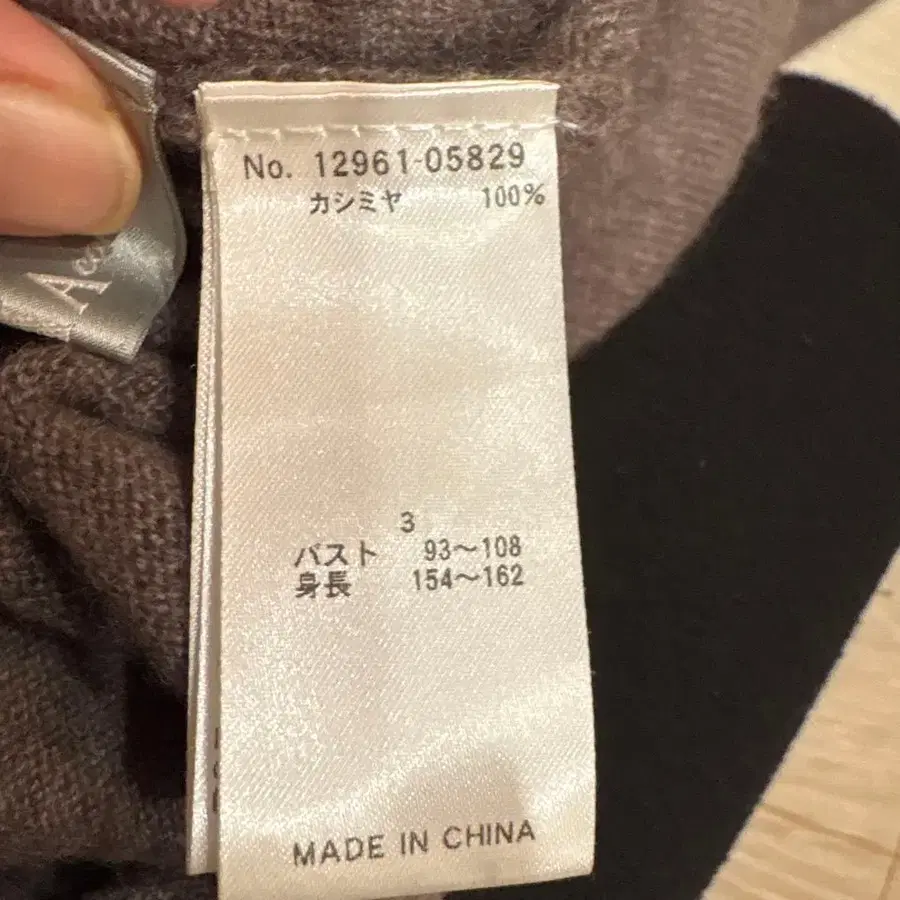 No. 12961-05829
カシミヤ 100%
3
バスト 93～108
身長 154～162
MADE IN CHINA